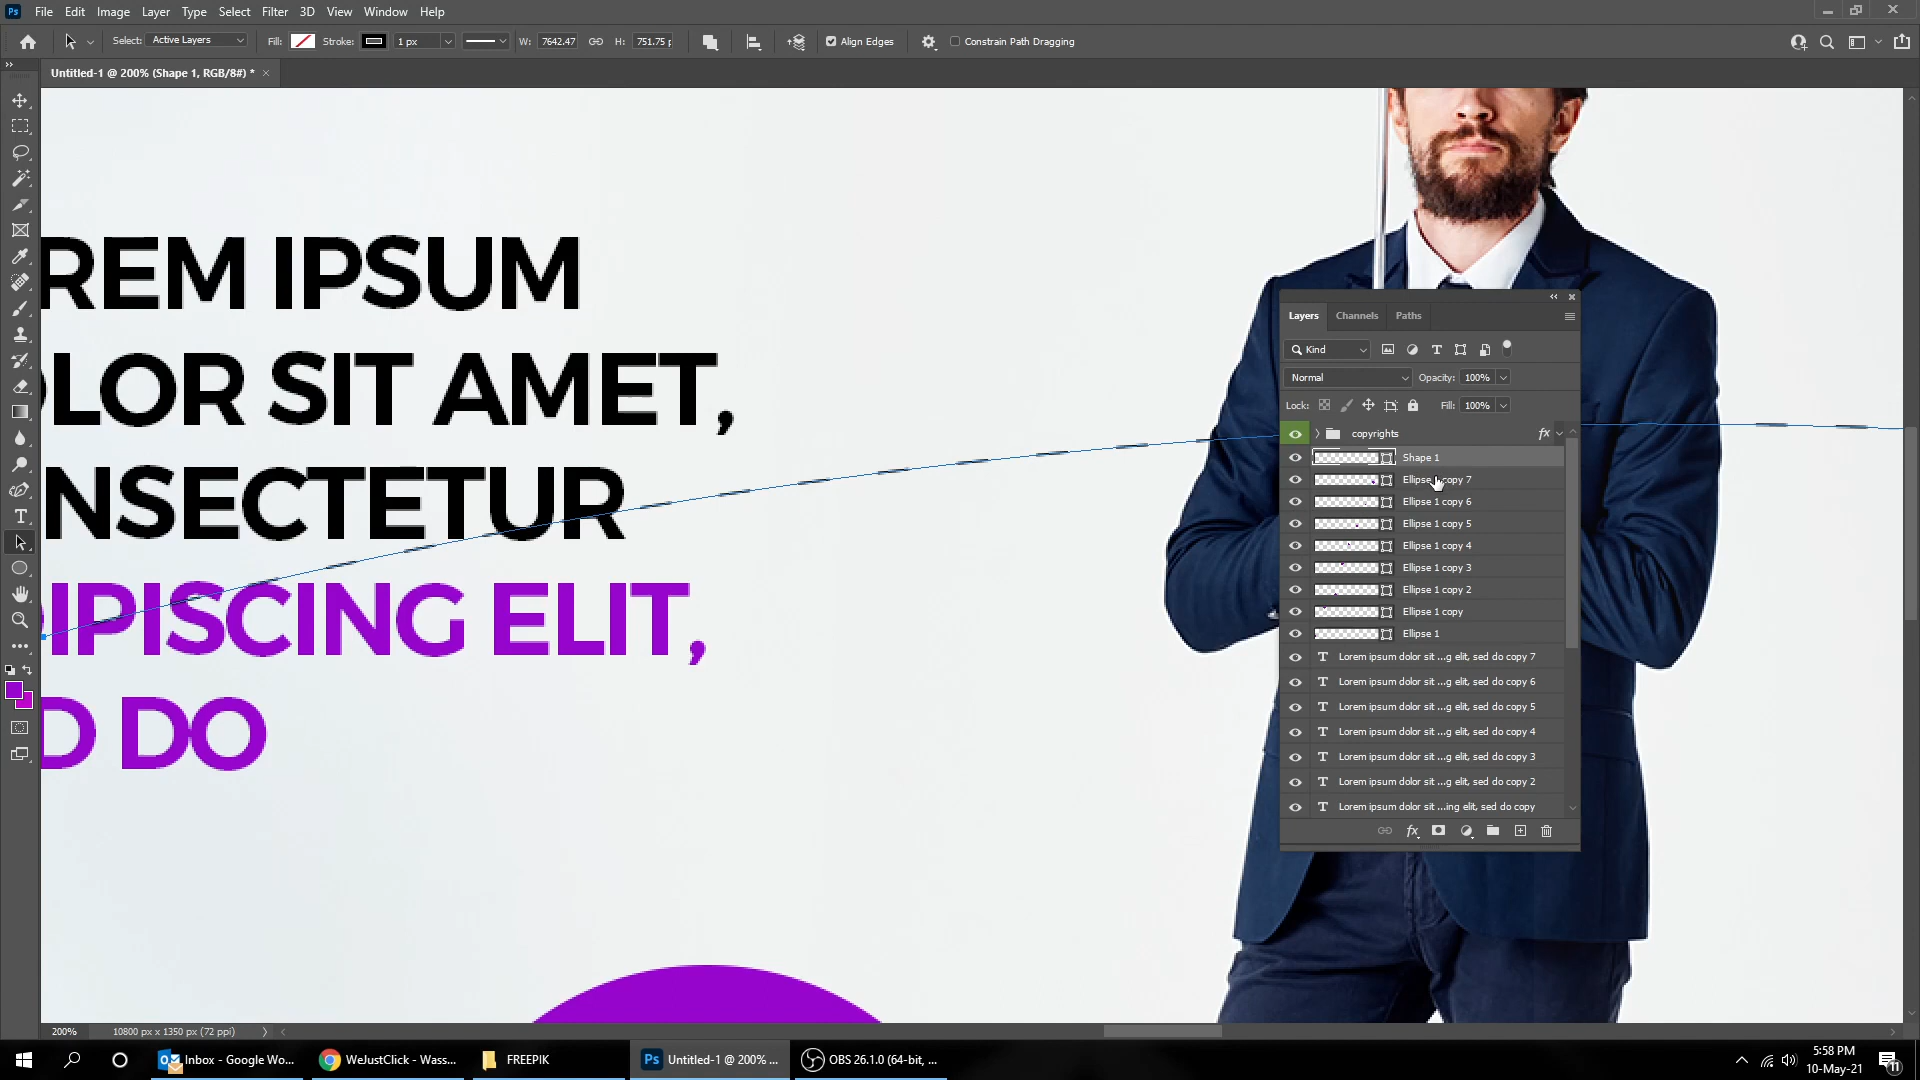 Ps File Edit Image Layer Type Select Filter 3D View Window Help
Select: Active Layers Fill: Stroke: 1 px W: 7642.47 H: 751.75 p Align Edges Constrain Path Dragging
Untitled-1 @ 200% (Shape 1, RGB/8#) * ×
REM IPSUM
OLOR SIT AMET,
NSECTETUR
DIPISCING ELIT,
D DO
Layers Channels Paths
Kind
Normal Opacity: 100%
Lock: Fill: 100%
copyrights fx
Shape 1
Ellipse 1 copy 7
Ellipse 1 copy 6
Ellipse 1 copy 5
Ellipse 1 copy 4
Ellipse 1 copy 3
Ellipse 1 copy 2
Ellipse 1 copy
Ellipse 1
T Lorem ipsum dolor sit ...g elit, sed do copy 7
T Lorem ipsum dolor sit ...g elit, sed do copy 6
T Lorem ipsum dolor sit ...g elit, sed do copy 5
T Lorem ipsum dolor sit ...g elit, sed do copy 4
T Lorem ipsum dolor sit ...g elit, sed do copy 3
T Lorem ipsum dolor sit ...g elit, sed do copy 2
T Lorem ipsum dolor sit ...ing elit, sed do copy
fx
200% 10800 px x 1350 px (72 ppi)
Inbox - Google Wo... WeJustClick - Wass... FREEPIK Ps Untitled-1 @ 200% ... OBS 26.1.0 (64-bit, ...
5:58 PM
10-May-21
11